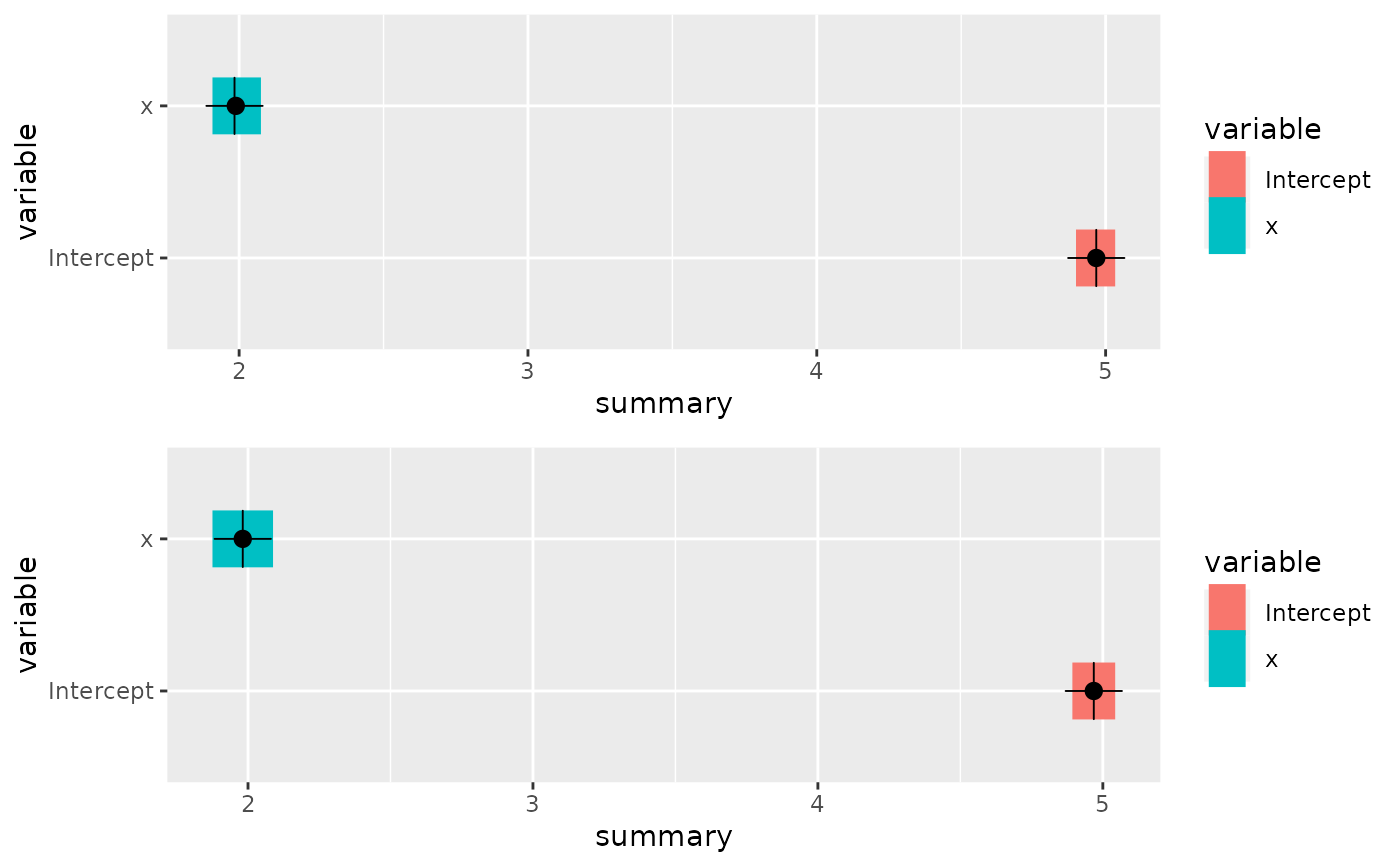 variable
x
Intercept
2 3 4 5
summary
variable
Intercept
x
variable
x
Intercept
2 3 4 5
summary
variable
Intercept
x